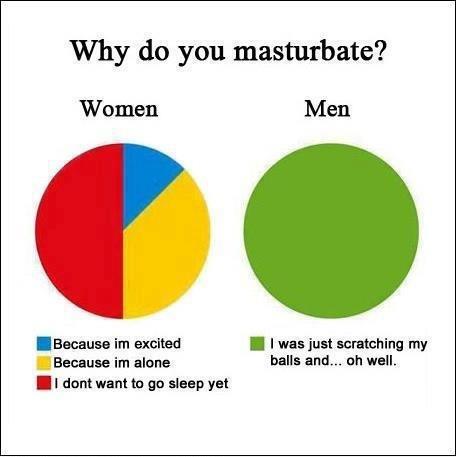 Why do you masturbate?
Women
Men
Because im excited
Because im alone
I dont want to go sleep yet
I was just scratching my
balls and... oh well.